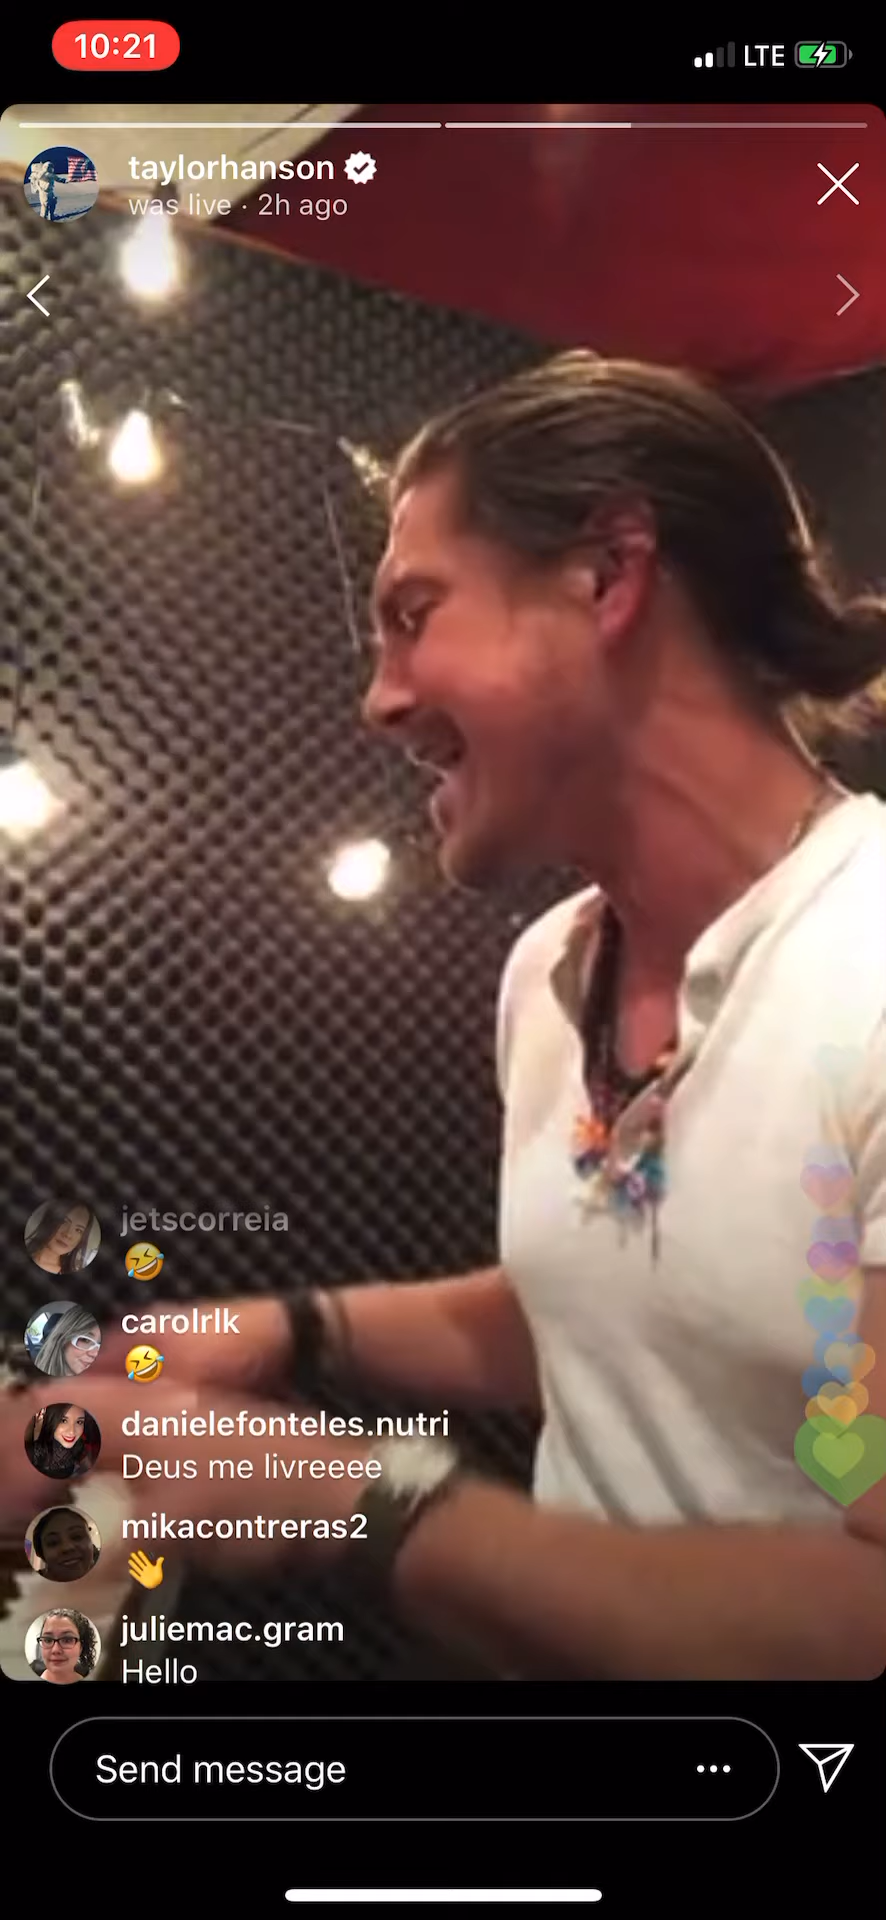 10:21
LTE
taylorhanson
was live · 2h ago
jetscorreia
🤣
carolrlk
🤣
danielefonteles.nutri
Deus me livreeee
mikacontreras2
👋
juliemac.gram
Hello
Send message